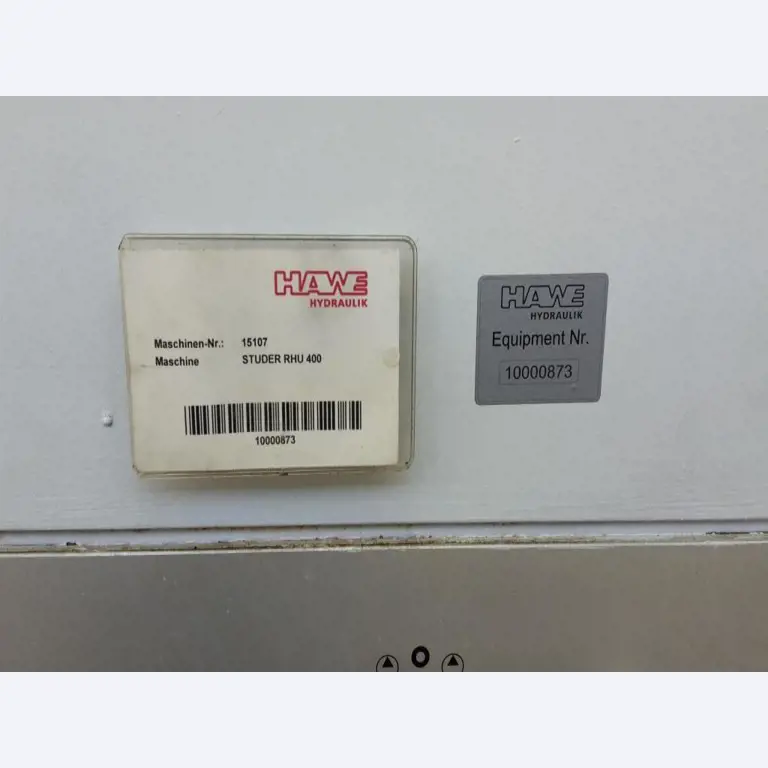 HAWE
HYDRAULIK
Maschinen-Nr.: 15107
Maschine STUDER RHU 400
10000873
HAWE
HYDRAULIK
Equipment Nr.
10000873